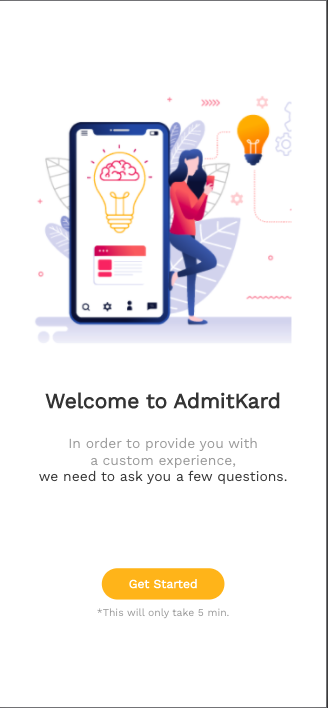 Welcome to AdmitKard
In order to provide you with
a custom experience,
we need to ask you a few questions.
Get Started
*This will only take 5 min.